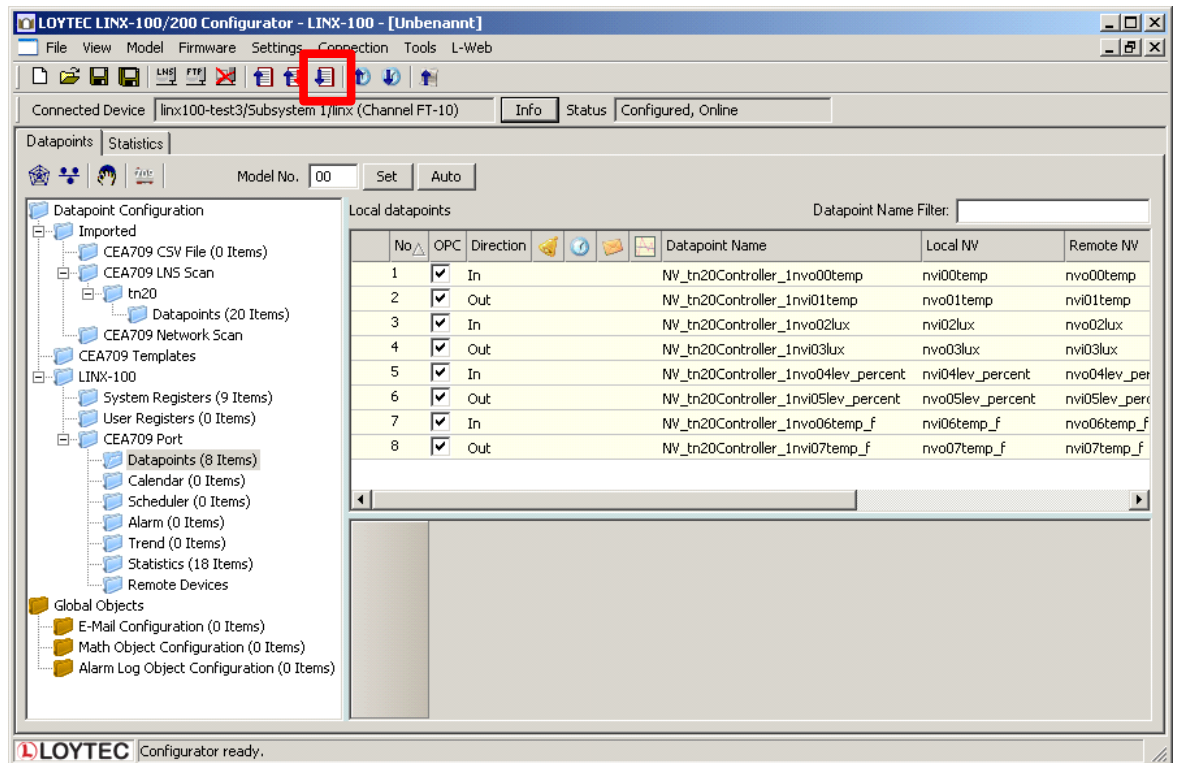 LOYTEC LINX-100/200 Configurator - LINX-100 - [Unbenannt]
File View Model Firmware Settings Connection Tools L-Web
LNS FTP
Connected Device linx100-test3/Subsystem 1/linx (Channel FT-10) Info Status Configured, Online
Datapoints Statistics
Model No. 00 Set Auto
Datapoint Configuration
Imported
CEA709 CSV File (0 Items)
CEA709 LNS Scan
tn20
Datapoints (20 Items)
CEA709 Network Scan
CEA709 Templates
LINX-100
System Registers (9 Items)
User Registers (0 Items)
CEA709 Port
Datapoints (8 Items)
Calendar (0 Items)
Scheduler (0 Items)
Alarm (0 Items)
Trend (0 Items)
Statistics (18 Items)
Remote Devices
Global Objects
E-Mail Configuration (0 Items)
Math Object Configuration (0 Items)
Alarm Log Object Configuration (0 Items)
Local datapoints Datapoint Name Filter:
No OPC Direction Datapoint Name Local NV Remote NV
1 In NV_tn20Controller_1nvo00temp nvi00temp nvo00temp
2 Out NV_tn20Controller_1nvi01temp nvo01temp nvi01temp
3 In NV_tn20Controller_1nvo02lux nvi02lux nvo02lux
4 Out NV_tn20Controller_1nvi03lux nvo03lux nvi03lux
5 In NV_tn20Controller_1nvo04lev_percent nvi04lev_percent nvo04lev_per
6 Out NV_tn20Controller_1nvi05lev_percent nvo05lev_percent nvi05lev_perc
7 In NV_tn20Controller_1nvo06temp_f nvi06temp_f nvo06temp_f
8 Out NV_tn20Controller_1nvi07temp_f nvo07temp_f nvi07temp_f
LOYTEC Configurator ready.